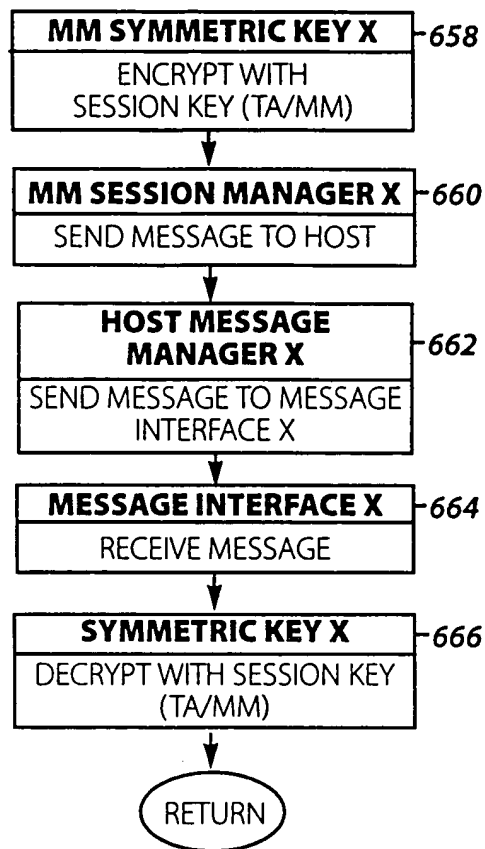 MM SYMMETRIC KEY X 658
ENCRYPT WITH
SESSION KEY (TA/MM)
MM SESSION MANAGER X 660
SEND MESSAGE TO HOST
HOST MESSAGE
MANAGER X 662
SEND MESSAGE TO MESSAGE
INTERFACE X
MESSAGE INTERFACE X 664
RECEIVE MESSAGE
SYMMETRIC KEY X 666
DECRYPT WITH SESSION KEY
(TA/MM)
RETURN